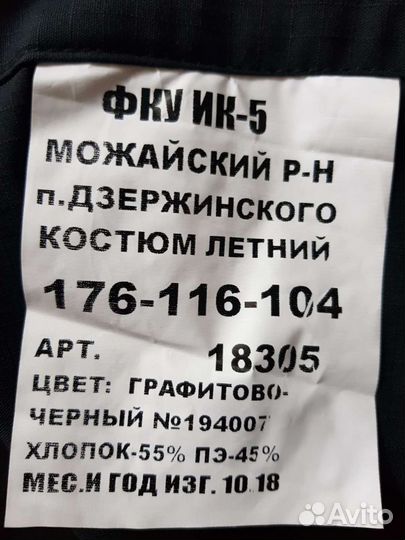 ФКУ ИК-5
МОЖАЙСКИЙ Р-Н
п.ДЗЕРЖИНСКОГО
КОСТЮМ ЛЕТНИЙ
176-116-104
АРТ. 18305
ЦВЕТ: ГРАФИТОВО-
ЧЕРНЫЙ №194007
ХЛОПОК-55% ПЭ-45%
МЕС.И ГОД ИЗГ. 10.18
Avito